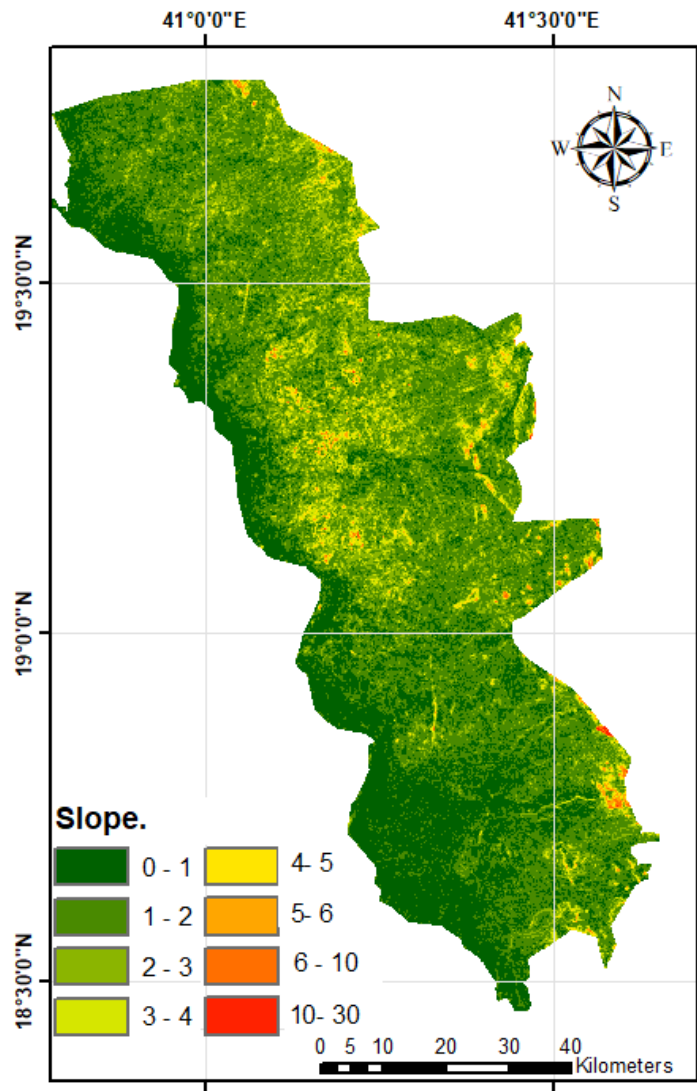 41°0'0"E 41°30'0"E
N
W E
S
19°30'0"N
19°0'0"N
18°30'0"N
Slope.
0 - 1 4- 5
1 - 2 5- 6
2 - 3 6 - 10
3 - 4 10- 30
0 5 10 20 30 40
Kilometers